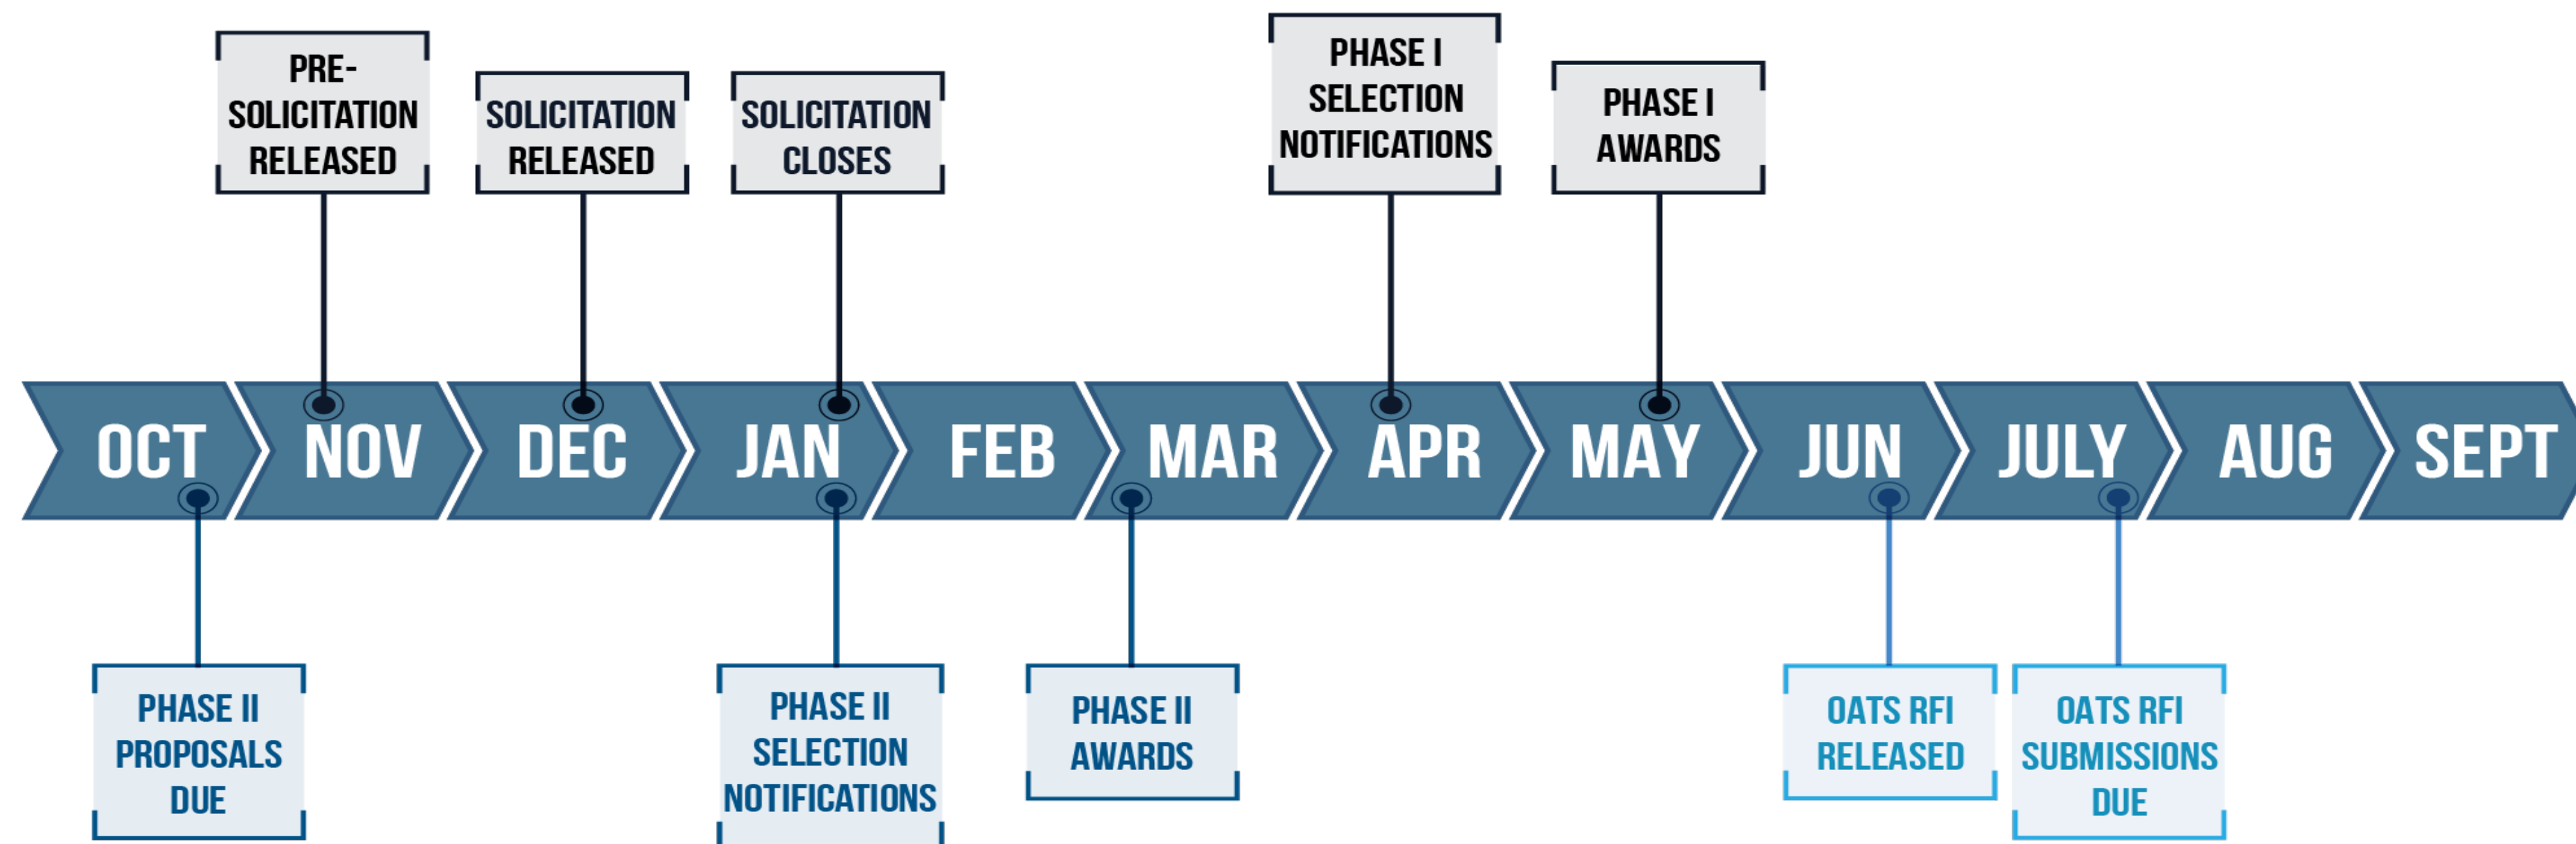 PRE-
SOLICITATION
RELEASED
SOLICITATION
RELEASED
SOLICITATION
CLOSES
PHASE I
SELECTION
NOTIFICATIONS
PHASE I
AWARDS
OCT
NOV
DEC
JAN
FEB
MAR
APR
MAY
JUN
JULY
AUG
SEPT
PHASE II
PROPOSALS
DUE
PHASE II
SELECTION
NOTIFICATIONS
PHASE II
AWARDS
OATS RFI
RELEASED
OATS RFI
SUBMISSIONS
DUE